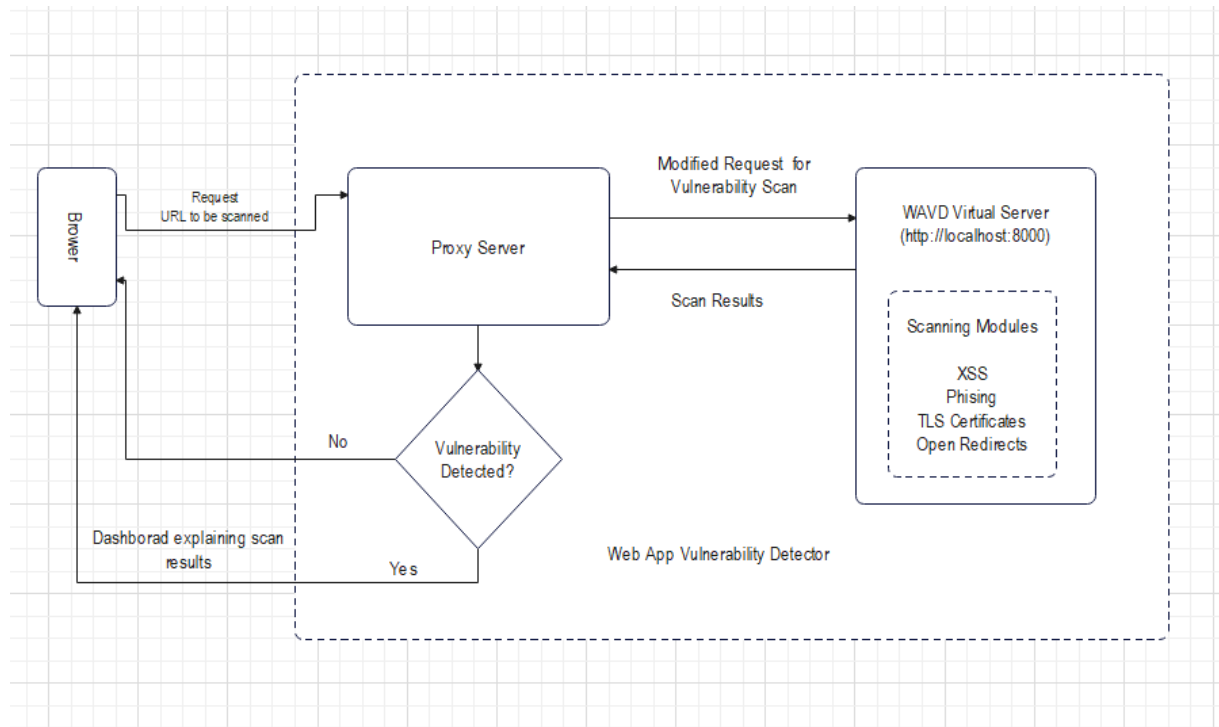 Brower
Request
URL to be scanned
Proxy Server
Modified Request for
Vulnerability Scan
Scan Results
WAVD Virtual Server
(http://localhost:8000)
Scanning Modules
XSS
Phising
TLS Certificates
Open Redirects
Vulnerability
Detected?
No
Yes
Dashborad explaining scan
results
Web App Vulnerability Detector